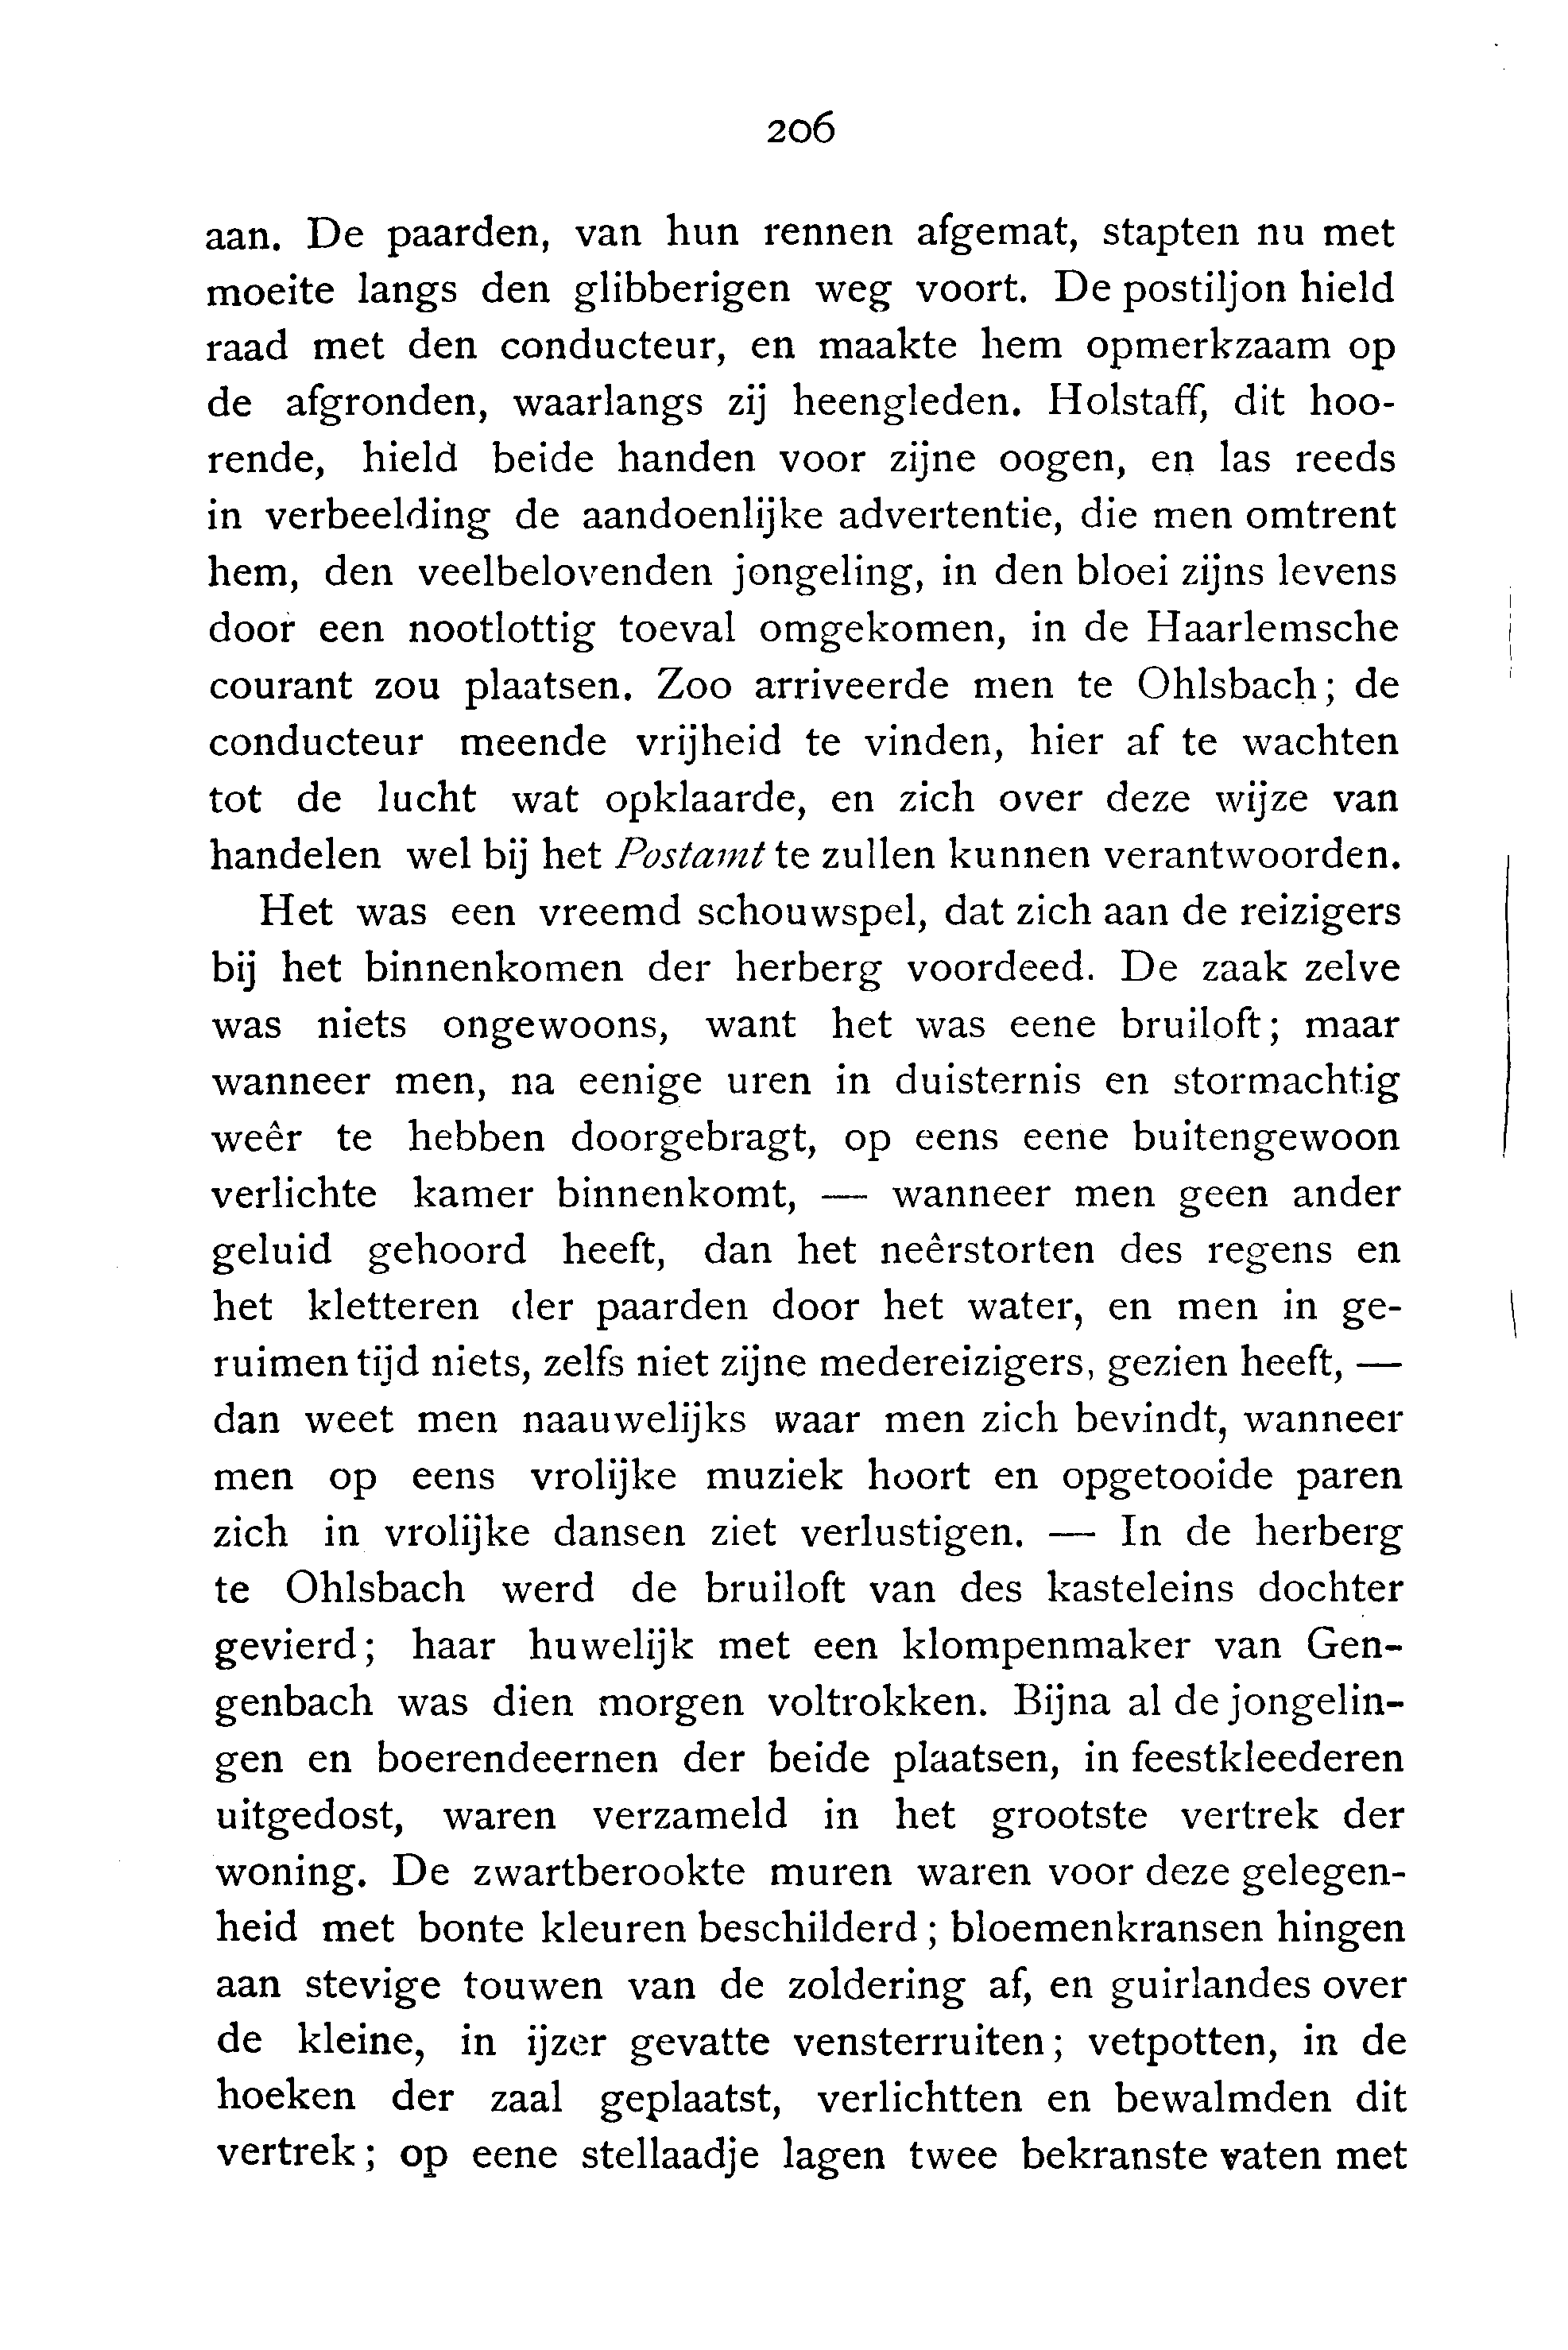 206
aan. De paarden, van hun rennen afgemat, stapten nu met
moeite langs den glibberigen weg voort. De postiljon hield
raad met den conducteur, en maakte hem opmerkzaam op
de afgronden, waarlangs zij heengleden. Holstaff, dit hoo-
rende, hield beide handen voor zijne oogen, en las reeds
in verbeelding de aandoenlijke advertentie, die men omtrent
hem, den veelbelovenden jongeling, in den bloei zijns levens
door een nootlottig toeval omgekomen, in de Haarlemsche
courant zou plaatsen. Zoo arriveerde men te Ohlsbach; de
conducteur meende vrijheid te vinden, hier af te wachten
tot de lucht wat opklaarde, en zich over deze wijze van
handelen wel bij het Postamt te zullen kunnen verantwoorden.
Het was een vreemd schouwspel, dat zich aan de reizigers
bij het binnenkomen der herberg voordeed. De zaak zelve
was niets ongewoons, want het was eene bruiloft; maar
wanneer men, na eenige uren in duisternis en stormachtig
weêr te hebben doorgebragt, op eens eene buitengewoon
verlichte kamer binnenkomt, — wanneer men geen ander
geluid gehoord heeft, dan het neêrstorten des regens en
het kletteren der paarden door het water, en men in ge-
ruimen tijd niets, zelfs niet zijne medereizigers, gezien heeft, —
dan weet men naauwelijks waar men zich bevindt, wanneer
men op eens vrolijke muziek hoort en opgetooide paren
zich in vrolijke dansen ziet verlustigen. — In de herberg
te Ohlsbach werd de bruiloft van des kasteleins dochter
gevierd; haar huwelijk met een klompenmaker van Gen-
genbach was dien morgen voltrokken. Bijna al de jongelin-
gen en boerendeernen der beide plaatsen, in feestkleederen
uitgedost, waren verzameld in het grootste vertrek der
woning. De zwartberookte muren waren voor deze gelegen-
heid met bonte kleuren beschilderd; bloemenkransen hingen
aan stevige touwen van de zoldering af, en guirlandes over
de kleine, in ijzer gevatte vensterruiten; vetpotten, in de
hoeken der zaal geplaatst, verlichtten en bewalmden dit
vertrek; op eene stellaadje lagen twee bekranste vaten met